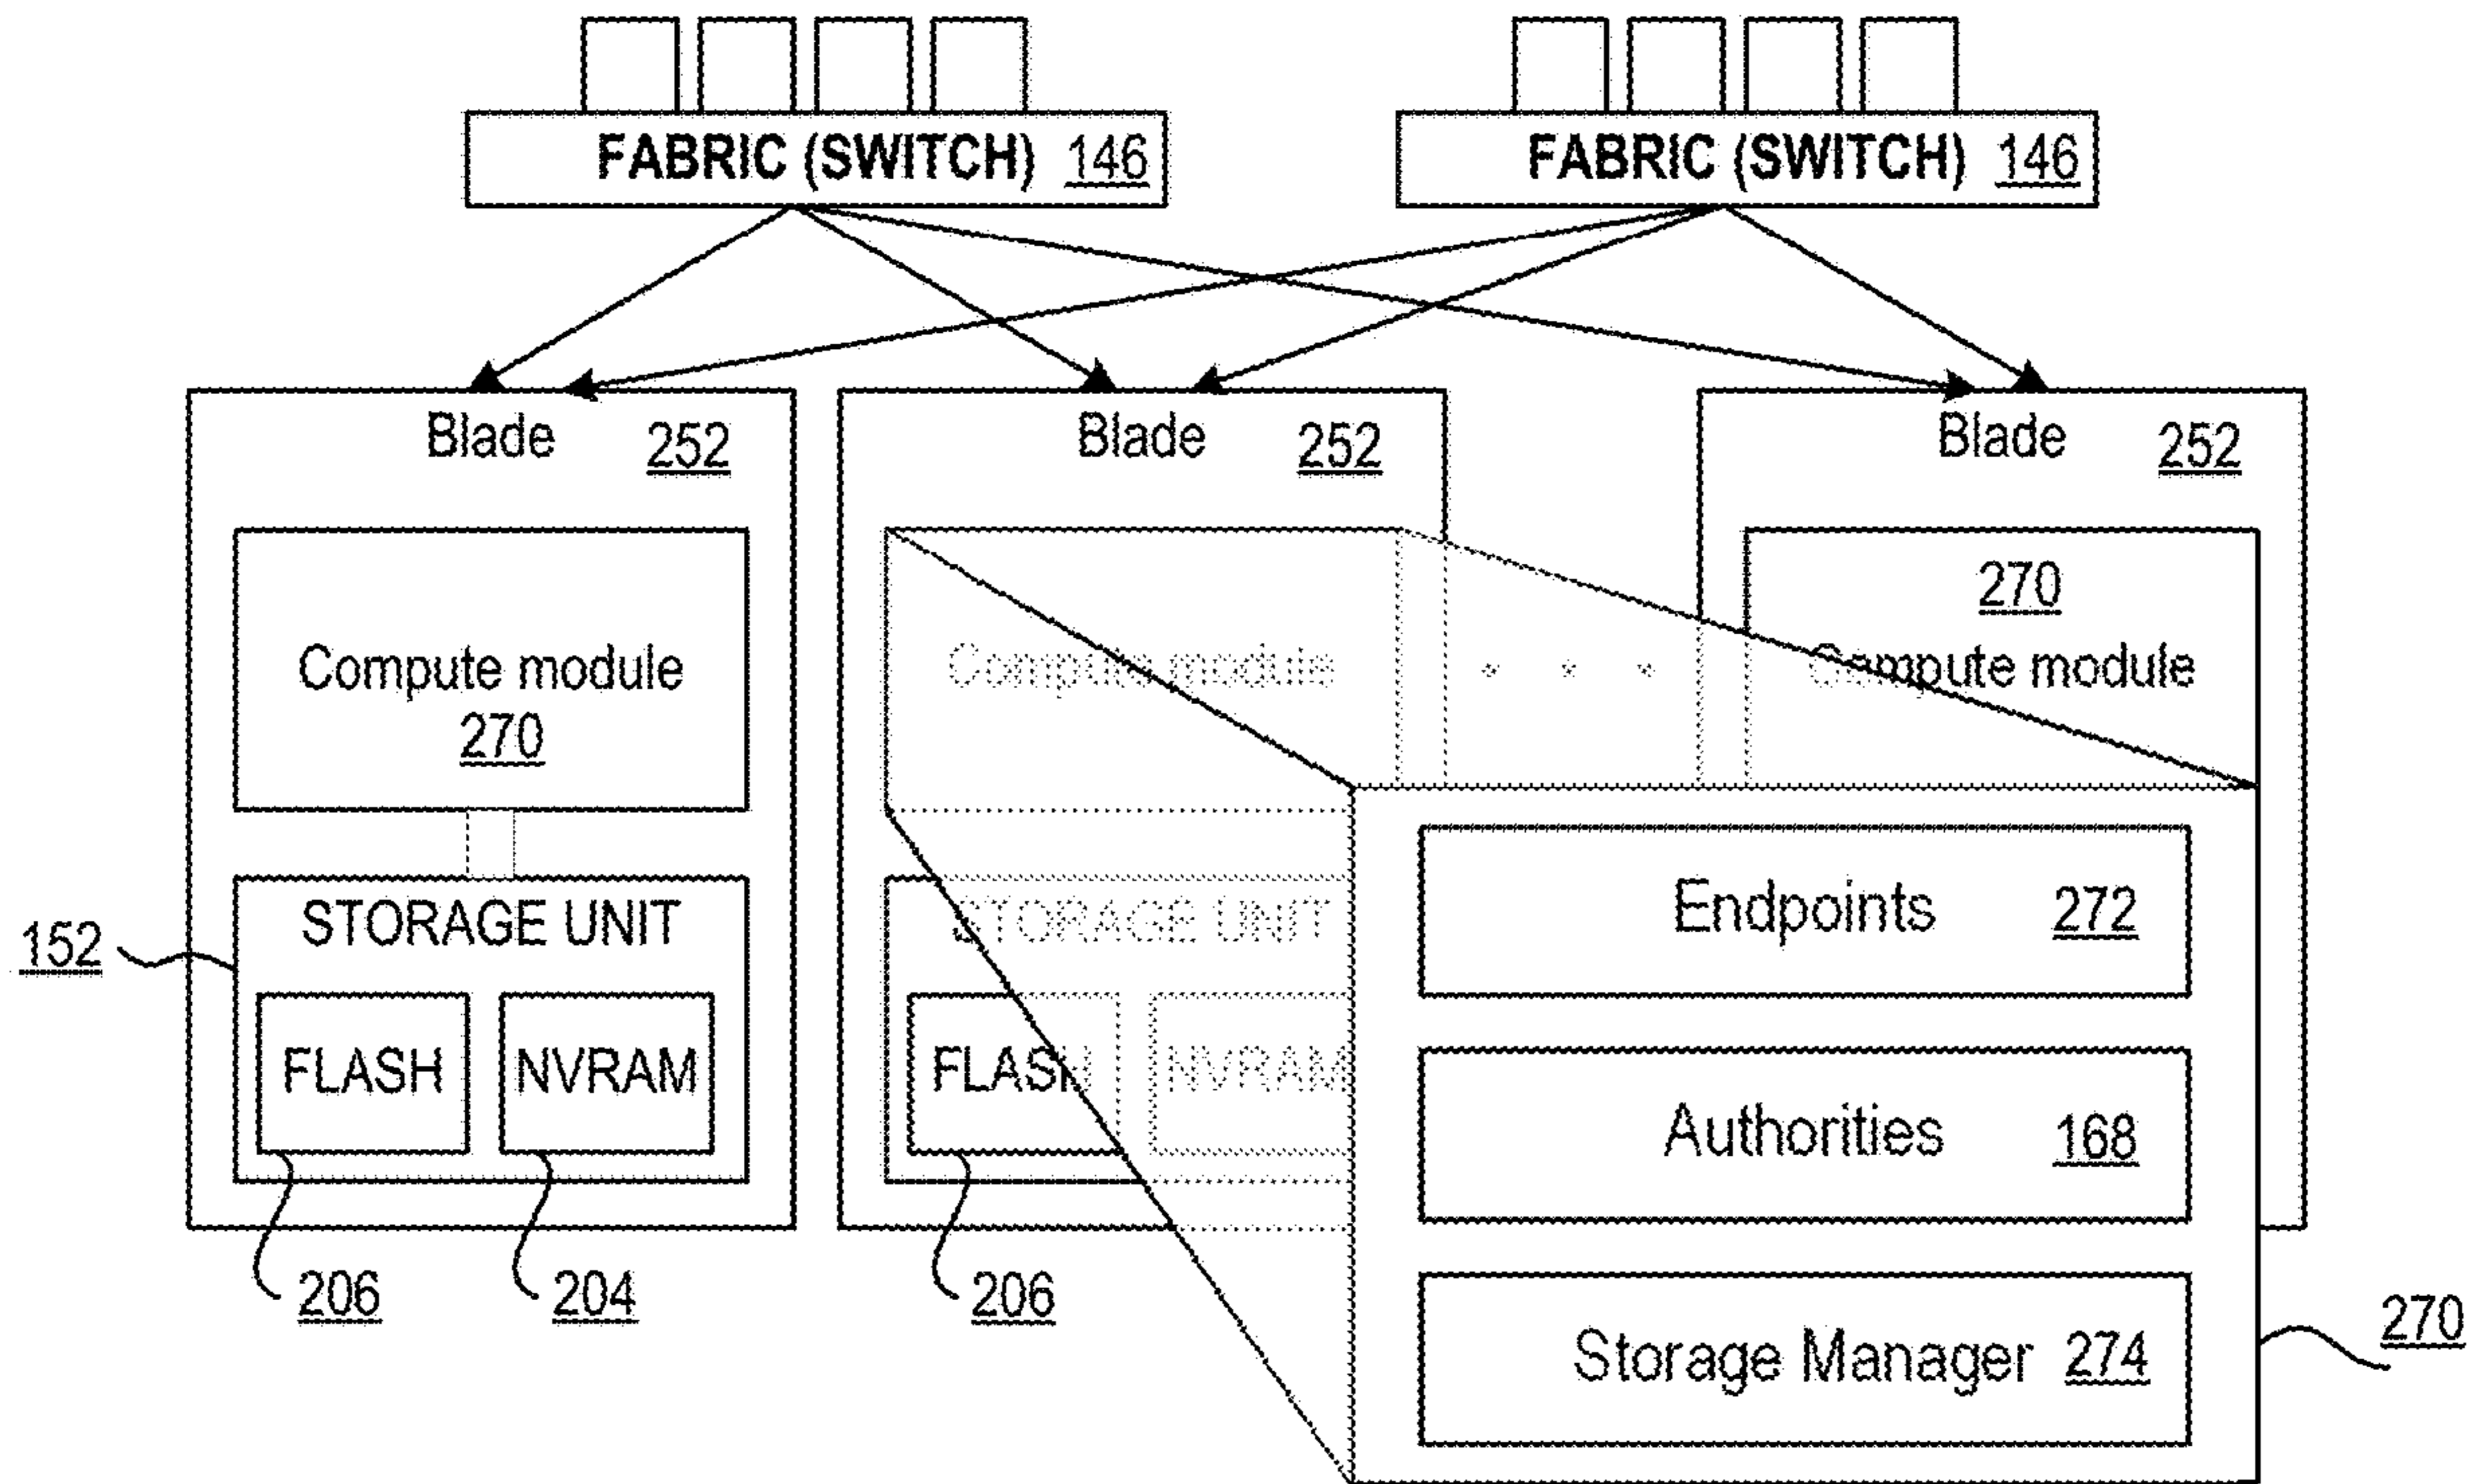 FABRIC (SWITCH) 146
FABRIC (SWITCH) 146
Blade 252
Blade 252
Blade 252
Compute module
270
Compute module
. . .
270
Compute module
152
STORAGE UNIT
FLASH
NVRAM
206
204
STORAGE UNIT
FLASH
NVRAM
206
Endpoints 272
Authorities 168
Storage Manager 274
270